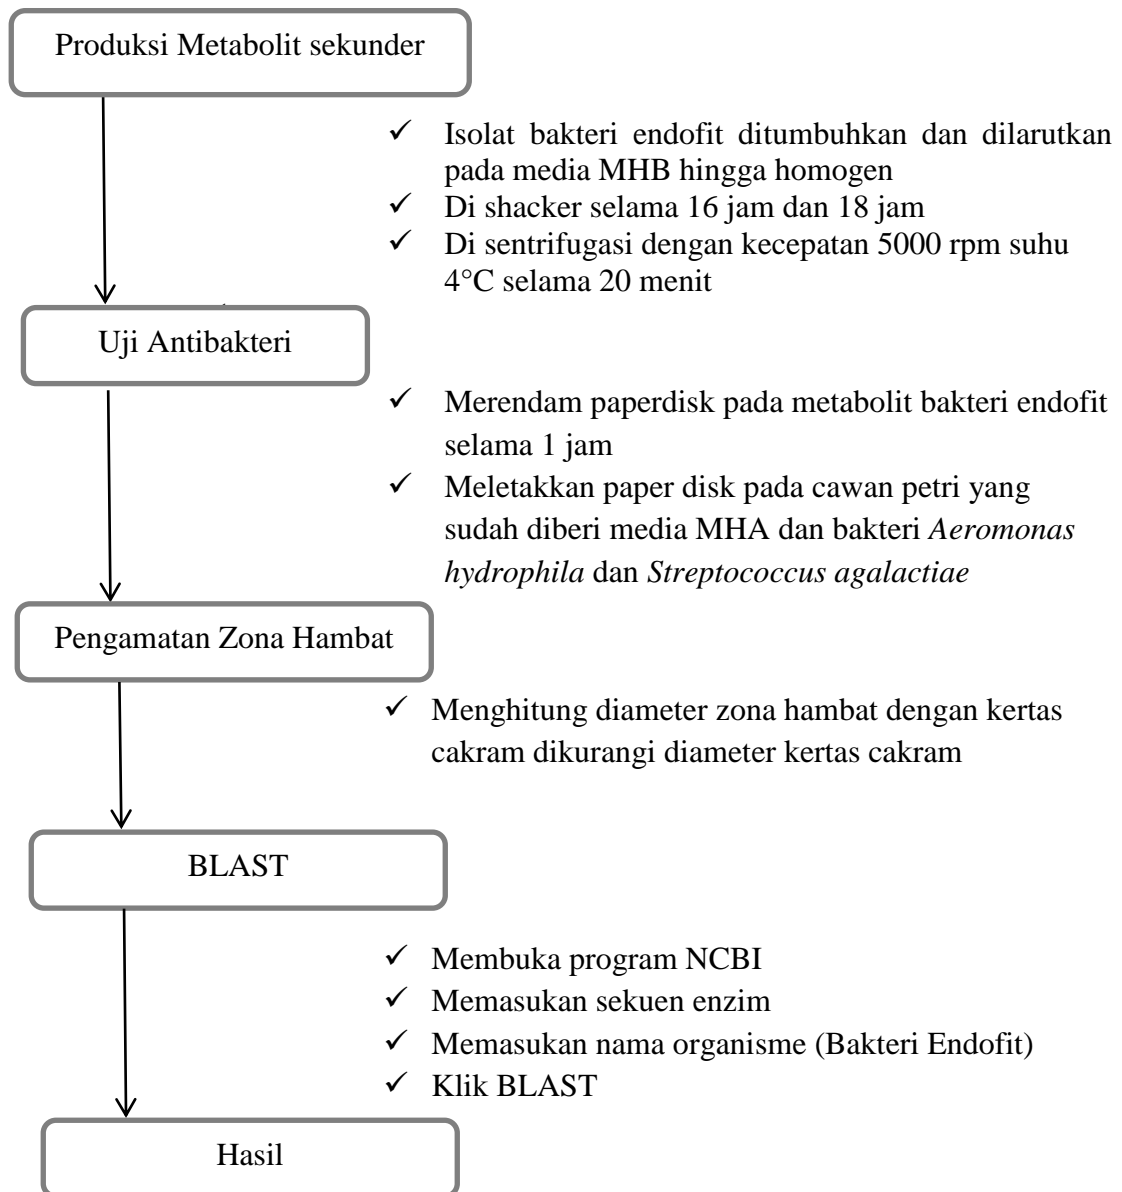 Produksi Metabolit sekunder
✓ Isolat bakteri endofit ditumbuhkan dan dilarutkan
pada media MHB hingga homogen
✓ Di shacker selama 16 jam dan 18 jam
✓ Di sentrifugasi dengan kecepatan 5000 rpm suhu
4°C selama 20 menit
Uji Antibakteri
✓ Merendam paperdisk pada metabolit bakteri endofit
selama 1 jam
✓ Meletakkan paper disk pada cawan petri yang
sudah diberi media MHA dan bakteri Aeromonas
hydrophila dan Streptococcus agalactiae
Pengamatan Zona Hambat
✓ Menghitung diameter zona hambat dengan kertas
cakram dikurangi diameter kertas cakram
BLAST
✓ Membuka program NCBI
✓ Memasukan sekuen enzim
✓ Memasukan nama organisme (Bakteri Endofit)
✓ Klik BLAST
Hasil